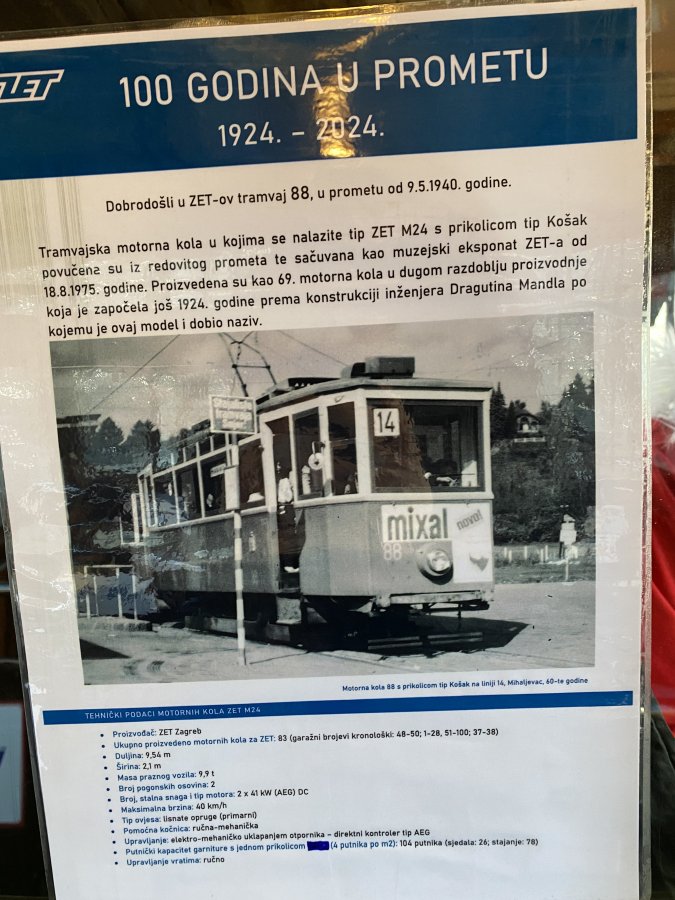 ZET
100 GODINA U PROMETU
1924. – 2024.
Dobrodošli u ZET-ov tramvaj 88, u prometu od 9.5.1940. godine.
Tramvajska motorna kola u kojima se nalazite tip ZET M24 s prikolicom tip Košak
povučena su iz redovitog prometa te sačuvana kao muzejski eksponat ZET-a od
18.8.1975. godine. Proizvedena su kao 69. motorna kola u dugom razdoblju proizvodnje
koja je započela još 1924. godine prema konstrukciji inženjera Dragutina Mandla po
kojemu je ovaj model i dobio naziv.
14
mixal
novo!
88
Motorna kola 88 s prikolicom tip Košak na liniji 14, Mihaljevac, 60-te godine
TEHNIČKI PODACI MOTORNIH KOLA ZET M24
• Proizvođač: ZET Zagreb
• Ukupno proizvedeno motornih kola za ZET: 83 (garažni brojevi kronološki: 48-50; 1-28, 51-100; 37-38)
• Duljina: 9,54 m
• Širina: 2,1 m
• Masa praznog vozila: 9,9 t
• Broj pogonskih osovina: 2
• Broj, stalna snaga i tip motora: 2 x 41 kW (AEG) DC
• Maksimalna brzina: 40 km/h
• Tip ovjesa: lisnate opruge (primarni)
• Pomoćna kočnica: ručna-mehanička
• Upravljanje: elektro-mehaničko uklapanjem otpornika – direktni kontroler tip AEG
• Putnički kapacitet garniture s jednom prikolicom (4 putnika po m2): 104 putnika (sjedala: 26; stajanje: 78)
• Upravljanje vratima: ručno